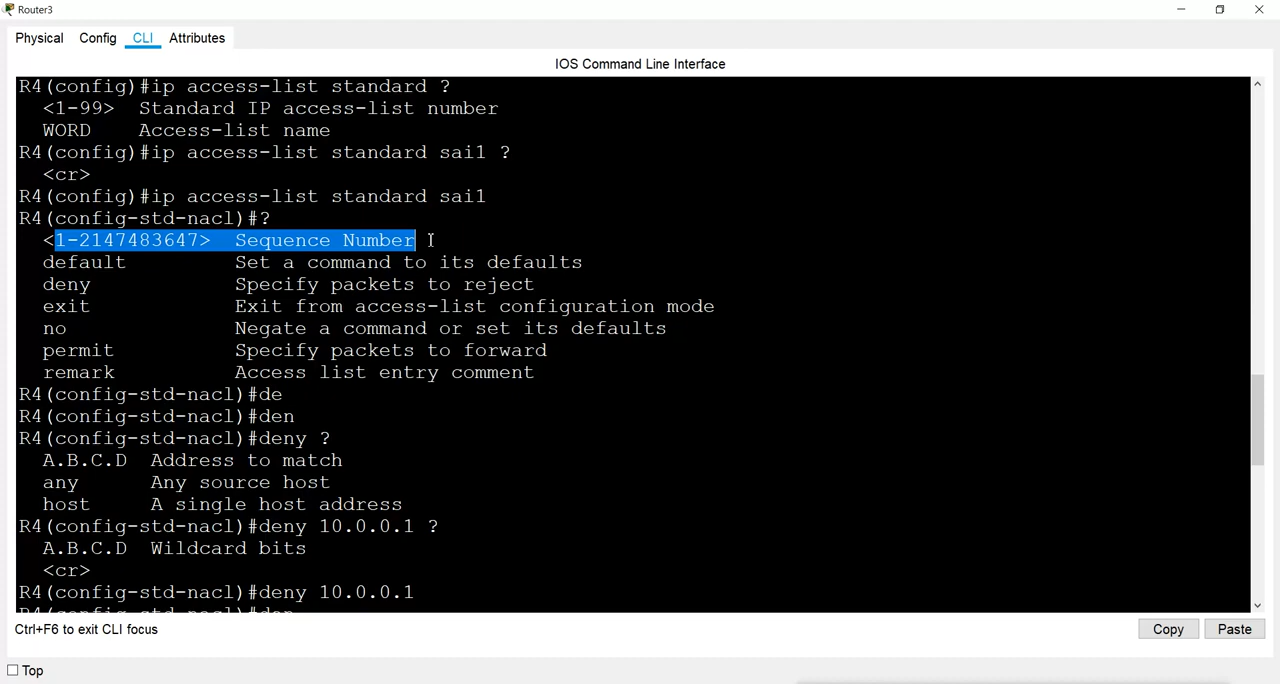 Router3
Physical Config CLI Attributes
IOS Command Line Interface
R4(config)#ip access-list standard ?
<1-99> Standard IP access-list number
WORD Access-list name
R4(config)#ip access-list standard sai1 ?
<cr>
R4(config)#ip access-list standard sai1
R4(config-std-nacl)#?
<1-2147483647> Sequence Number
default Set a command to its defaults
deny Specify packets to reject
exit Exit from access-list configuration mode
no Negate a command or set its defaults
permit Specify packets to forward
remark Access list entry comment
R4(config-std-nacl)#de
R4(config-std-nacl)#den
R4(config-std-nacl)#deny ?
A.B.C.D Address to match
any Any source host
host A single host address
R4(config-std-nacl)#deny 10.0.0.1 ?
A.B.C.D Wildcard bits
<cr>
R4(config-std-nacl)#deny 10.0.0.1
R4(config-std-nacl)#den
Ctrl+F6 to exit CLI focus
Copy Paste
Top